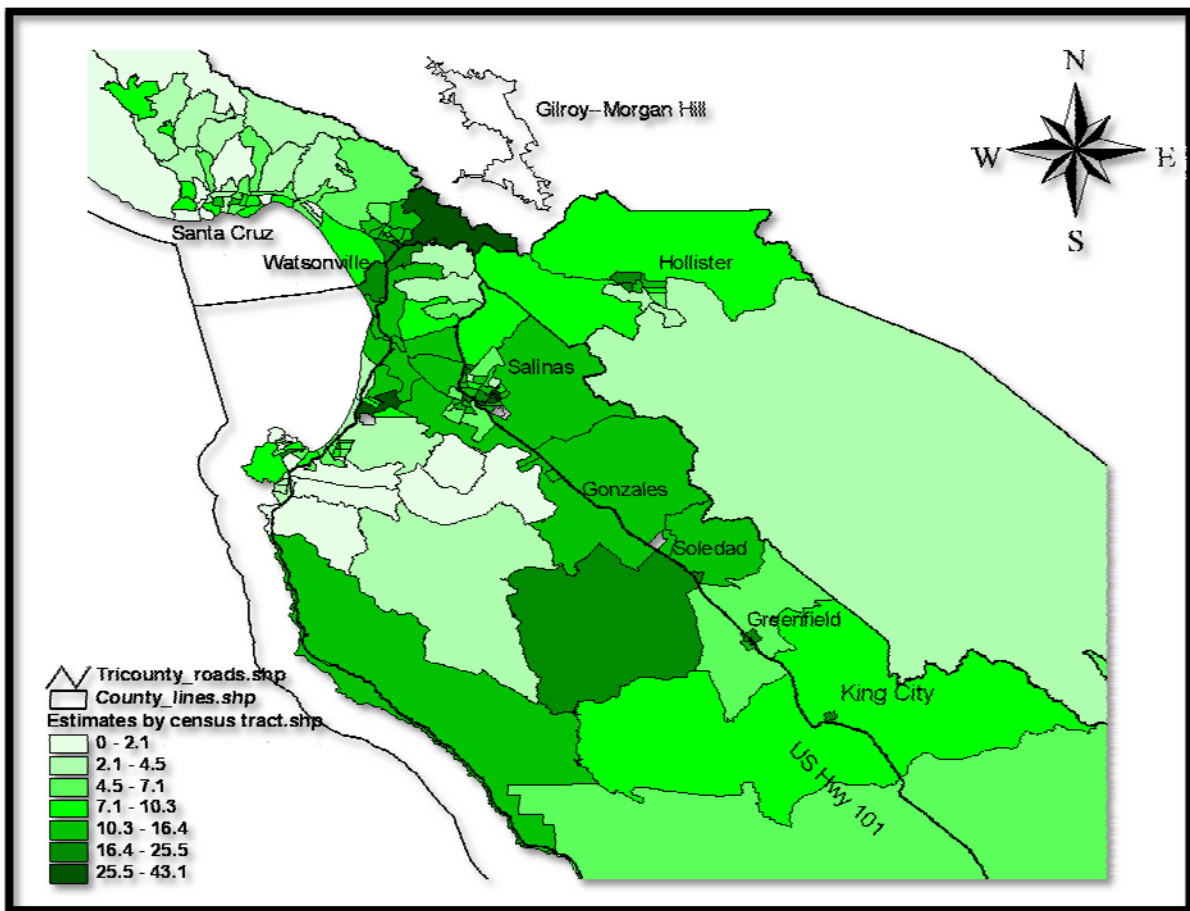 N
Gilroy--Morgan Hill
W
E
S
Santa Cruz
Watsonville
Hollister
Salinas
Gonzales
Soledad
Greenfield
King City
US Hwy 101
Tricounty_roads.shp
County_lines.shp
Estimates by census tract.shp
0 - 2.1
2.1 - 4.5
4.5 - 7.1
7.1 - 10.3
10.3 - 16.4
16.4 - 25.5
25.5 - 43.1